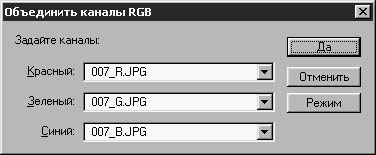 Объединить каналы RGB
Задайте каналы:
Да
Красный: 007_R.JPG
Отменить
Зеленый: 007_G.JPG
Режим
Синий: 007_B.JPG